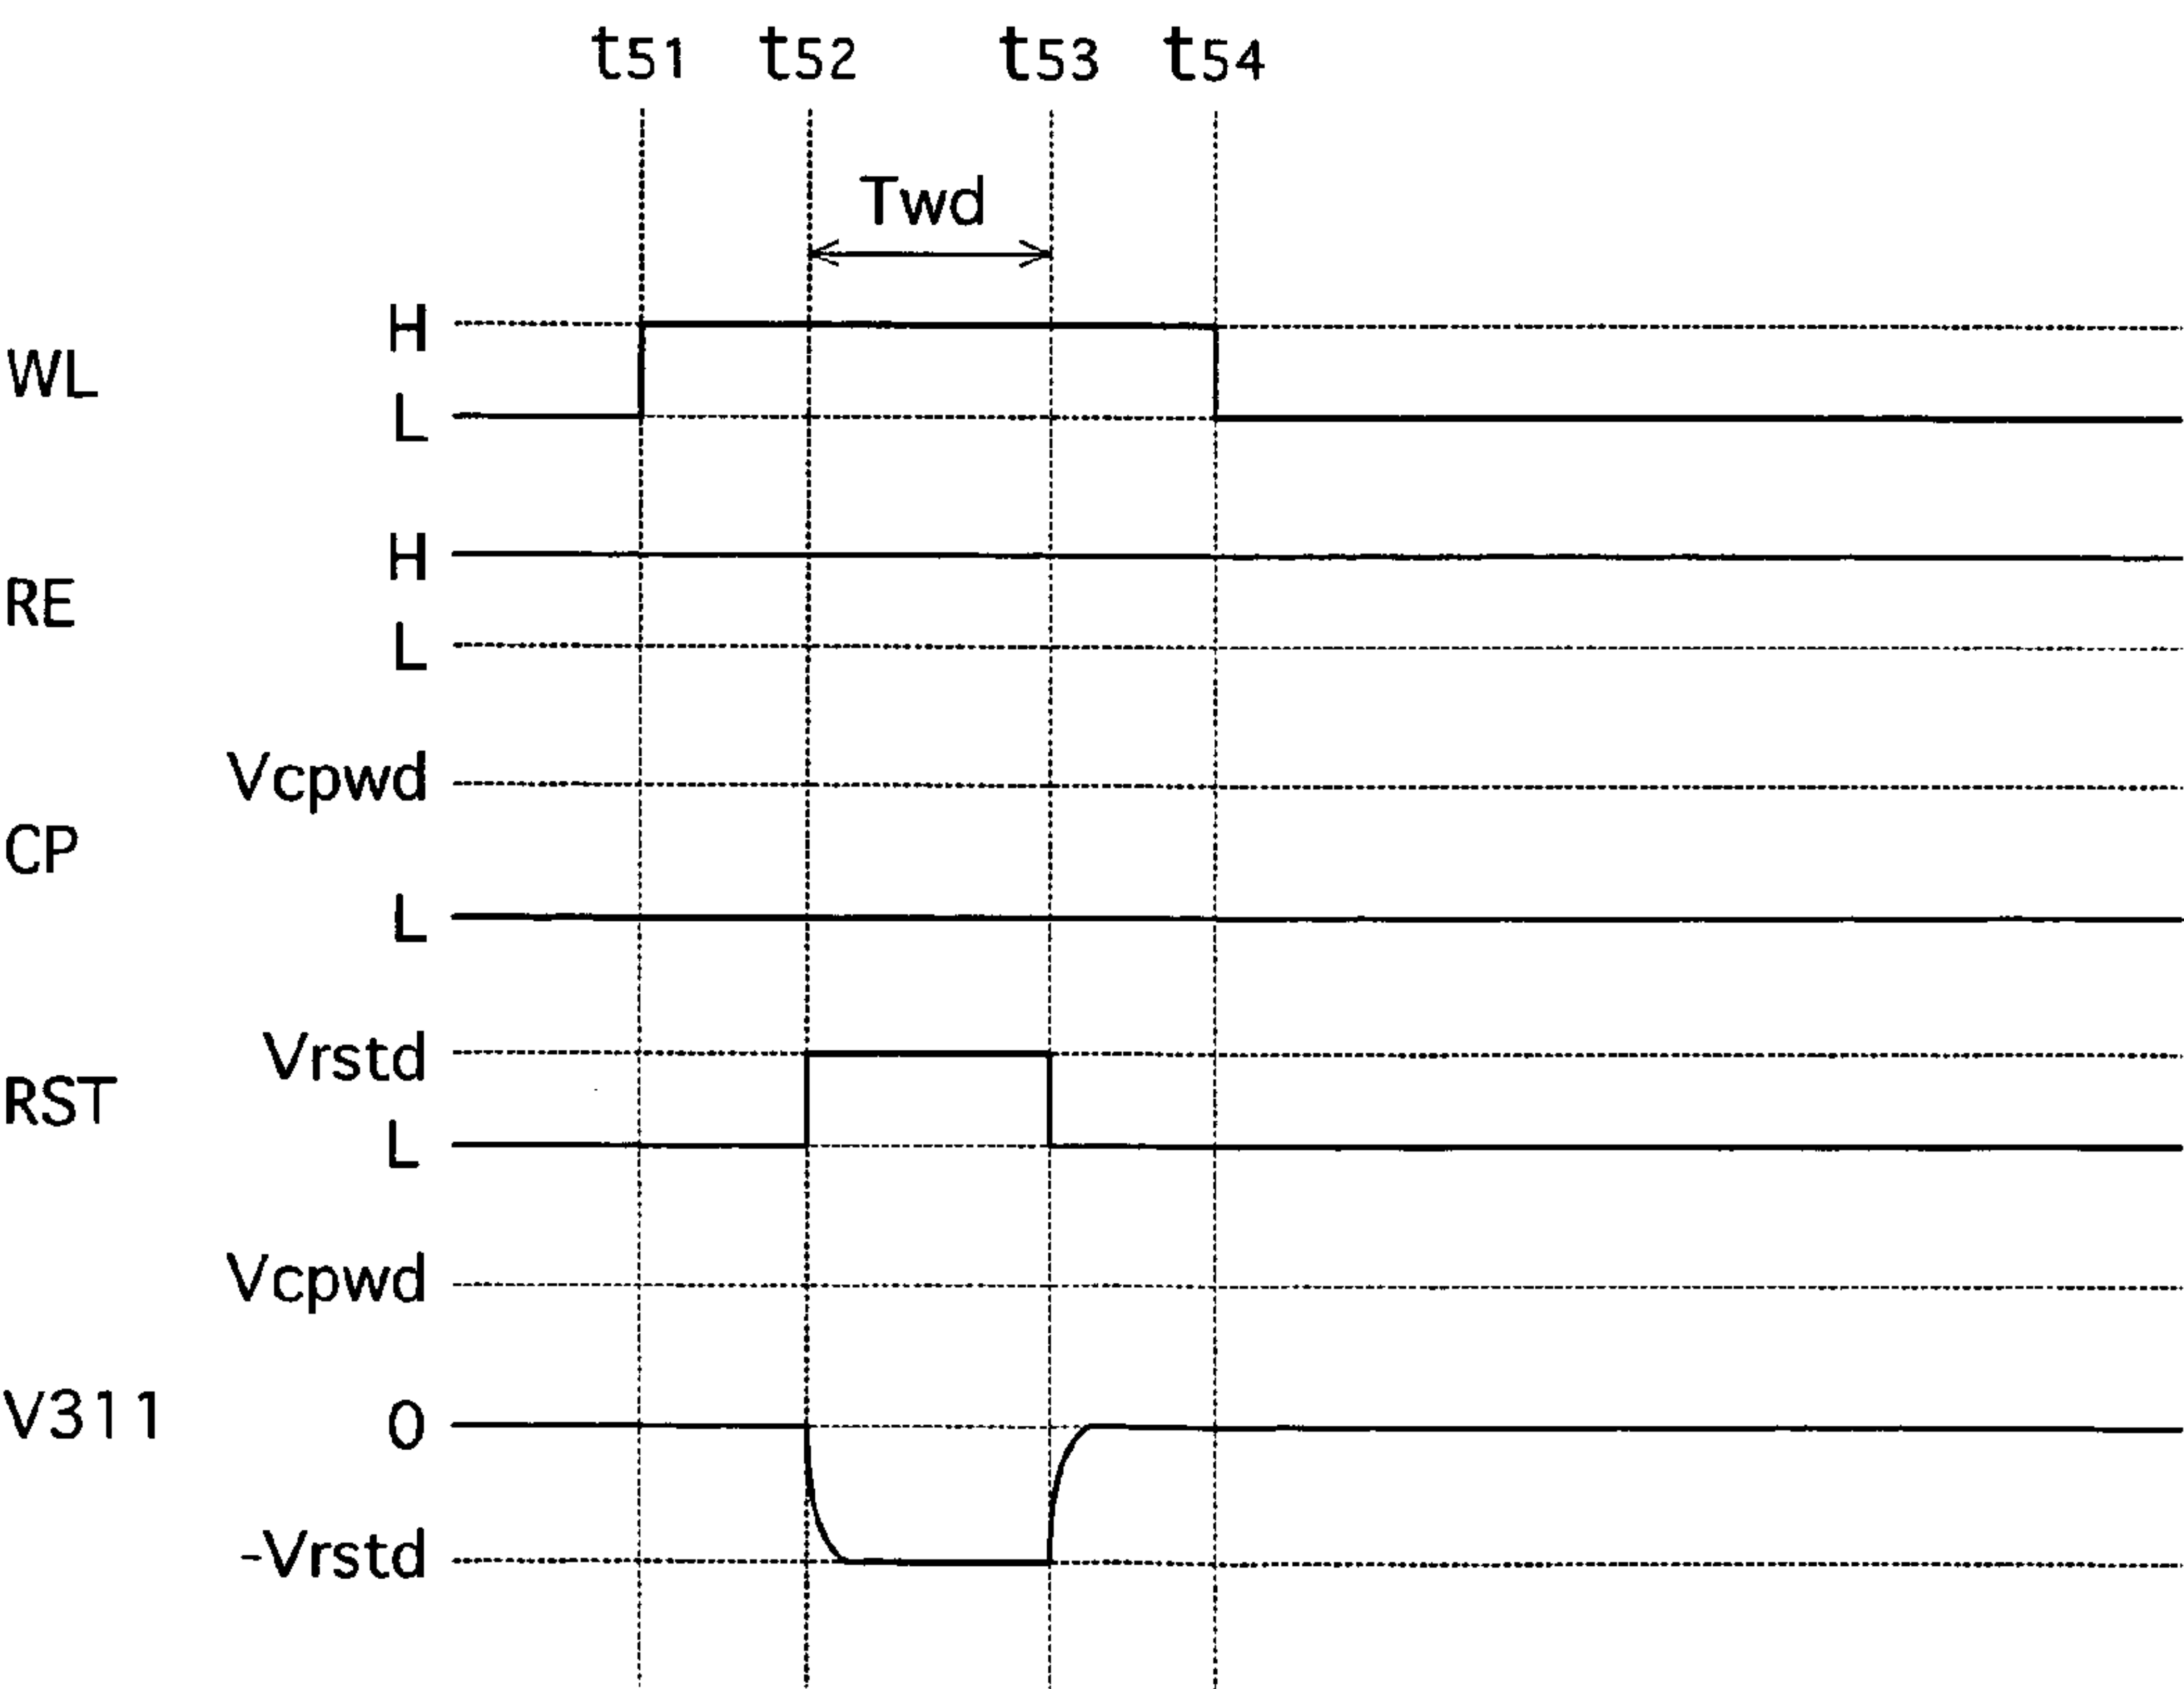 t51 t52 t53 t54
Twd
H
WL
L
H
RE
L
Vcpwd
CP
L
Vrstd
RST
L
Vcpwd
V311 0
-Vrstd